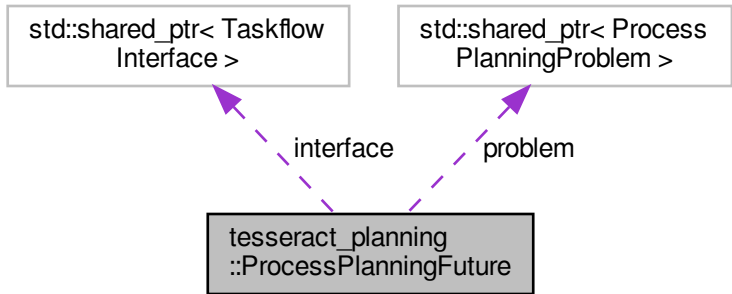 std::shared_ptr< Taskflow
Interface >
std::shared_ptr< Process
PlanningProblem >
interface
problem
tesseract_planning
::ProcessPlanningFuture